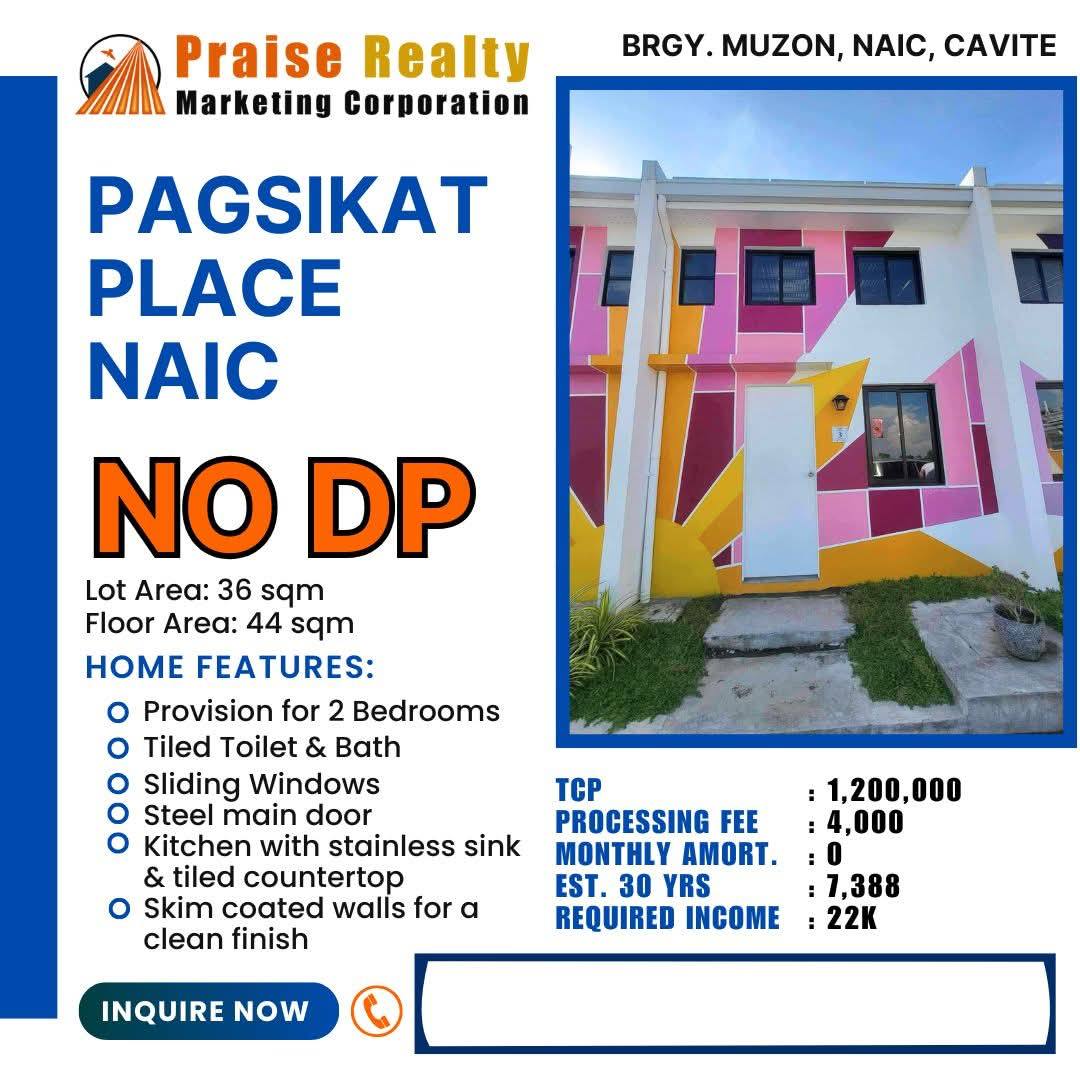 Praise Realty
Marketing Corporation
BRGY. MUZON, NAIC, CAVITE
PAGSIKAT
PLACE
NAIC
NO DP
Lot Area: 36 sqm
Floor Area: 44 sqm
HOME FEATURES:
Provision for 2 Bedrooms
Tiled Toilet & Bath
Sliding Windows
Steel main door
Kitchen with stainless sink
& tiled countertop
Skim coated walls for a
clean finish
TCP : 1,200,000
PROCESSING FEE : 4,000
MONTHLY AMORT. : 0
EST. 30 YRS : 7,388
REQUIRED INCOME : 22K
INQUIRE NOW